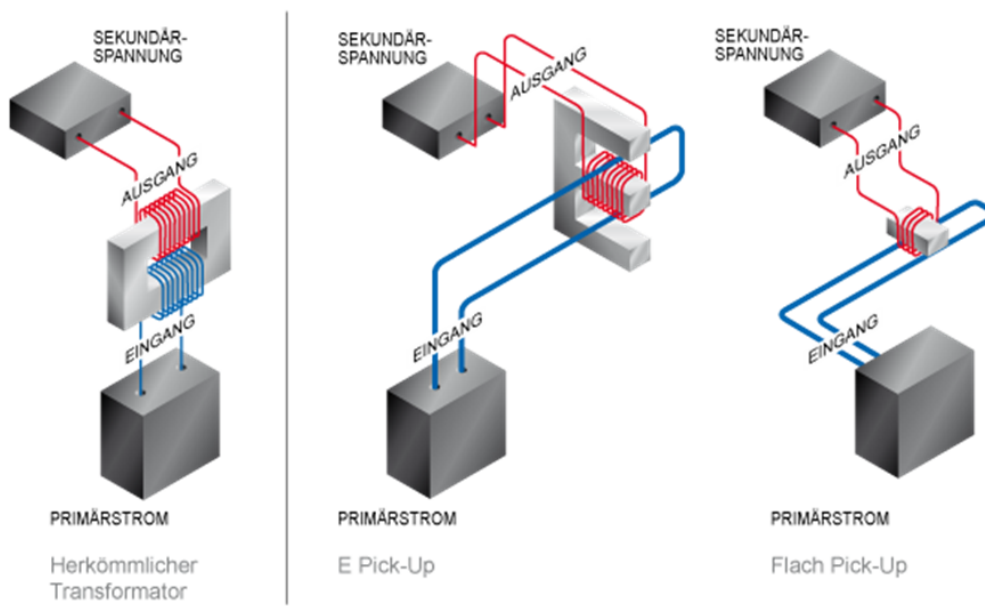 SEKUNDÄR-
SPANNUNG
AUSGANG
EINGANG
PRIMÄRSTROM
Herkömmlicher
Transformator
SEKUNDÄR-
SPANNUNG
AUSGANG
EINGANG
PRIMÄRSTROM
E Pick-Up
SEKUNDÄR-
SPANNUNG
AUSGANG
EINGANG
PRIMÄRSTROM
Flach Pick-Up